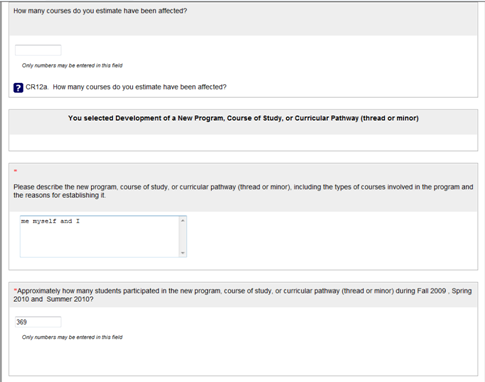 How many courses do you estimate have been affected?
Only numbers may be entered in this field
? CR12a. How many courses do you estimate have been affected?
You selected Development of a New Program, Course of Study, or Curricular Pathway (thread or minor)
*
Please describe the new program, course of study, or curricular pathway (thread or minor), including the types of courses involved in the program and
the reasons for establishing it.
me myself and I
*Approximately how many students participated in the new program, course of study, or curricular pathway (thread or minor) during Fall 2009 , Spring
2010 and Summer 2010?
369
Only numbers may be entered in this field